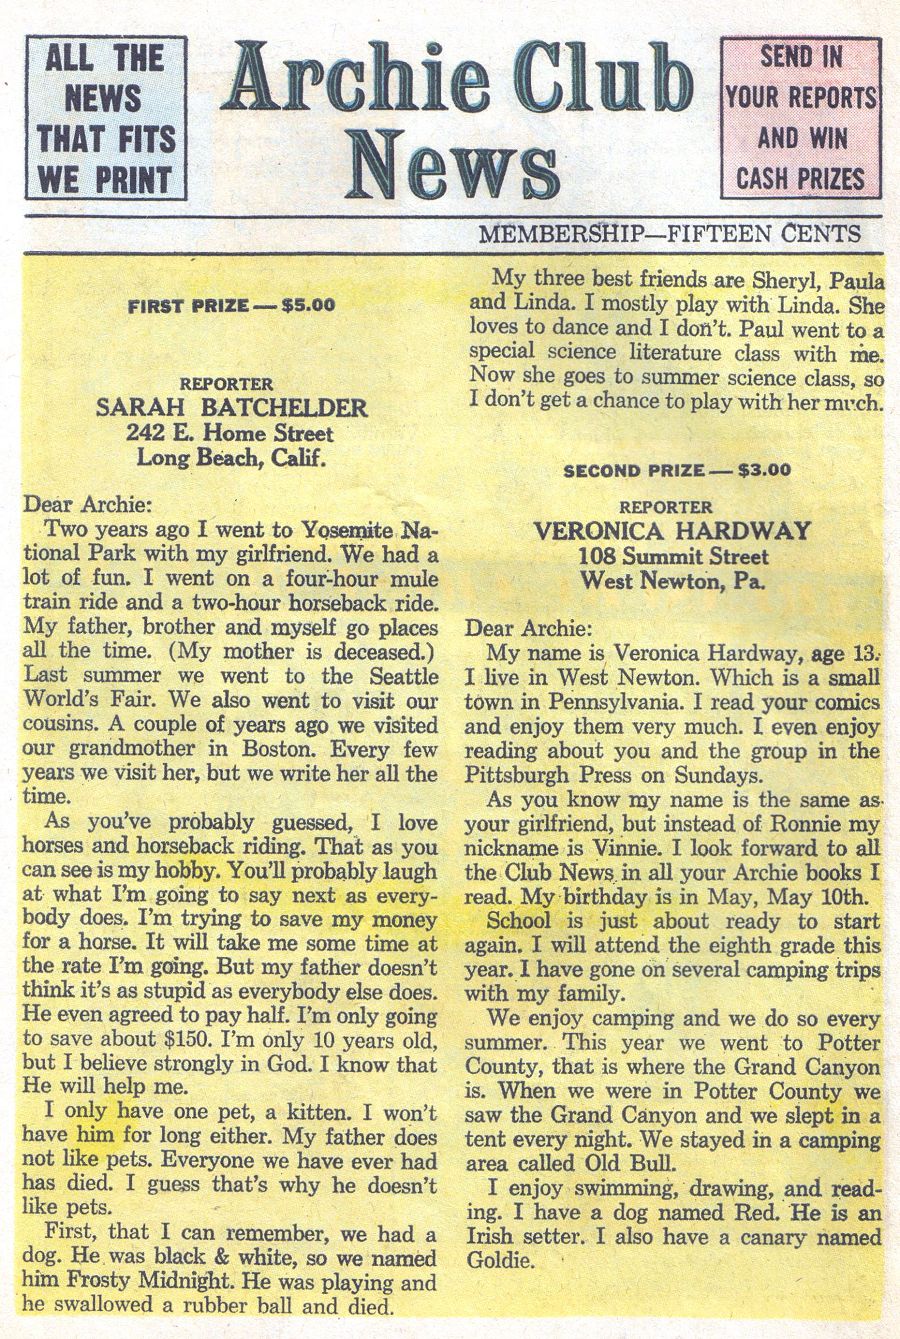 ALL THE
NEWS
THAT FITS
WE PRINT
Archie Club
News
SEND IN
YOUR REPORTS
AND WIN
CASH PRIZES
MEMBERSHIP—FIFTEEN CENTS
FIRST PRIZE — $5.00
REPORTER
SARAH BATCHELDER
242 E. Home Street
Long Beach, Calif.
Dear Archie:
Two years ago I went to Yosemite Na-
tional Park with my girlfriend. We had a
lot of fun. I went on a four-hour mule
train ride and a two-hour horseback ride.
My father, brother and myself go places
all the time. (My mother is deceased.)
Last summer we went to the Seattle
World's Fair. We also went to visit our
cousins. A couple of years ago we visited
our grandmother in Boston. Every few
years we visit her, but we write her all the
time.
As you've probably guessed, I love
horses and horseback riding. That as you
can see is my hobby. You'll probably laugh
at what I'm going to say next as every-
body does. I'm trying to save my money
for a horse. It will take me some time at
the rate I'm going. But my father doesn't
think it's as stupid as everybody else does.
He even agreed to pay half. I'm only going
to save about $150. I'm only 10 years old,
but I believe strongly in God. I know that
He will help me.
I only have one pet, a kitten. I won't
have him for long either. My father does
not like pets. Everyone we have ever had
has died. I guess that's why he doesn't
like pets.
First, that I can remember, we had a
dog. He was black & white, so we named
him Frosty Midnight. He was playing and
he swallowed a rubber ball and died.
My three best friends are Sheryl, Paula
and Linda. I mostly play with Linda. She
loves to dance and I don't. Paul went to a
special science literature class with me.
Now she goes to summer science class, so
I don't get a chance to play with her much.
SECOND PRIZE — $3.00
REPORTER
VERONICA HARDWAY
108 Summit Street
West Newton, Pa.
Dear Archie:
My name is Veronica Hardway, age 13.
I live in West Newton. Which is a small
town in Pennsylvania. I read your comics
and enjoy them very much. I even enjoy
reading about you and the group in the
Pittsburgh Press on Sundays.
As you know my name is the same as
your girlfriend, but instead of Ronnie my
nickname is Vinnie. I look forward to all
the Club News in all your Archie books I
read. My birthday is in May, May 10th.
School is just about ready to start
again. I will attend the eighth grade this
year. I have gone on several camping trips
with my family.
We enjoy camping and we do so every
summer. This year we went to Potter
County, that is where the Grand Canyon
is. When we were in Potter County we
saw the Grand Canyon and we slept in a
tent every night. We stayed in a camping
area called Old Bull.
I enjoy swimming, drawing, and read-
ing. I have a dog named Red. He is an
Irish setter. I also have a canary named
Goldie.